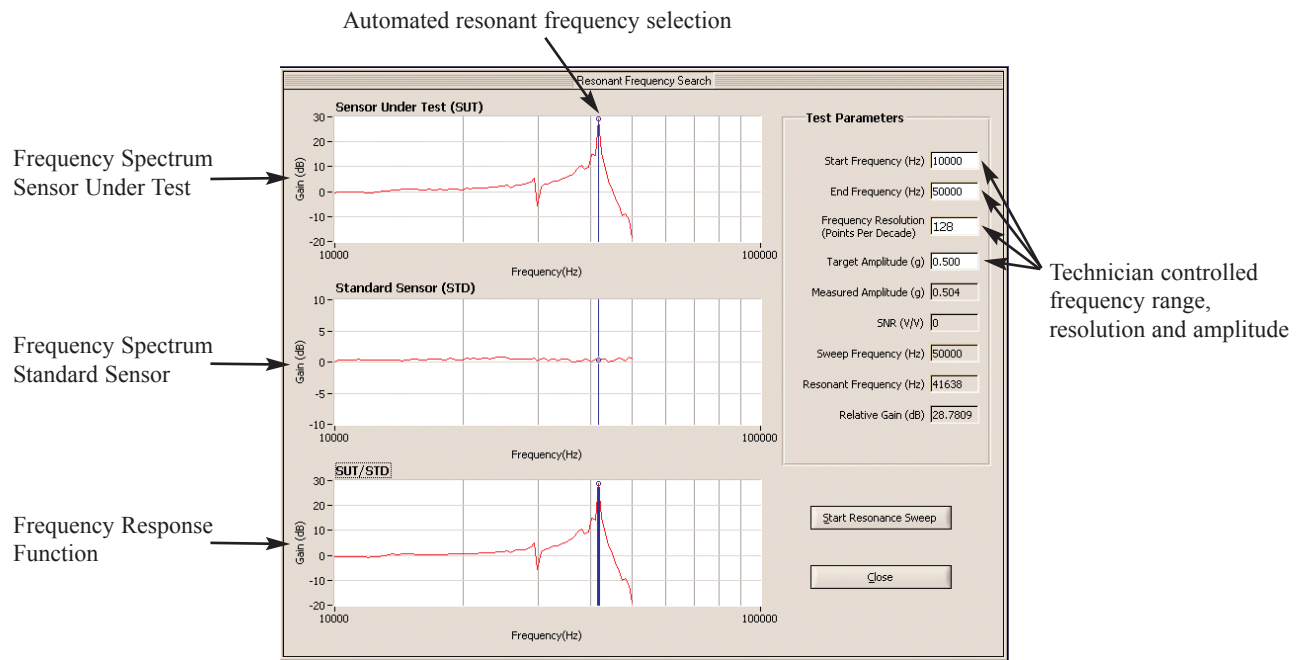 Automated resonant frequency selection
Resonant Frequency Search
Sensor Under Test (SUT)
30
20
10
0
-10
-20
Gain (dB)
10000
100000
Frequency(Hz)
Frequency Spectrum
Sensor Under Test
Standard Sensor (STD)
10
5
0
-5
-10
Gain (dB)
10000
100000
Frequency(Hz)
Frequency Spectrum
Standard Sensor
SUT/STD
30
20
10
0
-10
-20
Gain (dB)
10000
100000
Frequency(Hz)
Frequency Response
Function
Test Parameters
Start Frequency (Hz) 10000
End Frequency (Hz) 50000
Frequency Resolution
(Points Per Decade) 128
Target Amplitude (g) 0.500
Measured Amplitude (g) 0.504
SNR (V/V) 0
Sweep Frequency (Hz) 50000
Resonant Frequency (Hz) 41638
Relative Gain (dB) 28.7809
Start Resonance Sweep
Close
Technician controlled
frequency range,
resolution and amplitude